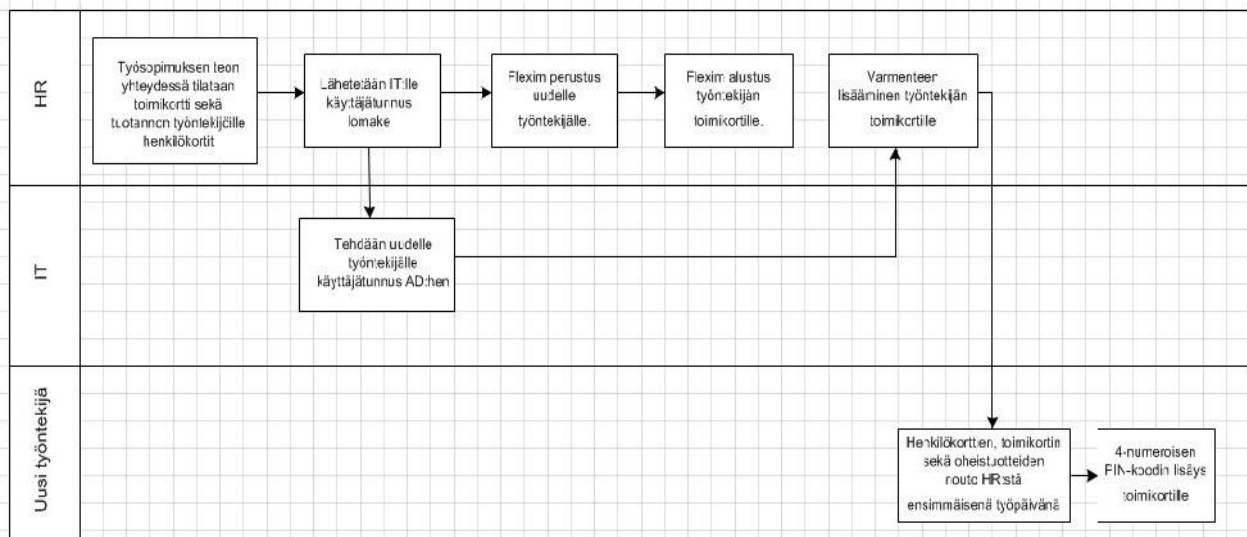 HR
Työsopimuksen teon
yhteydessä tilataan
toimikortti sekä
tuotannon työntekijöille
henkilökortit
Lähetetään IT:lle
käyttäjätunnus
lomake
Flexim perustus
uudelle
työntekijälle.
Flexim alustus
työntekijän
toimikortille.
Varmenteen
lisääminen työntekijän
toimikortille
IT
Tehdään uudelle
työntekijälle
käyttäjätunnus AD:hen
Uusi työntekijä
Henkilökorttien, toimikortin
sekä oheistuotteiden
nouto HR:stä
ensimmäisenä työpäivänä
4-numeroisen
PIN-koodin lisäys
toimikortille